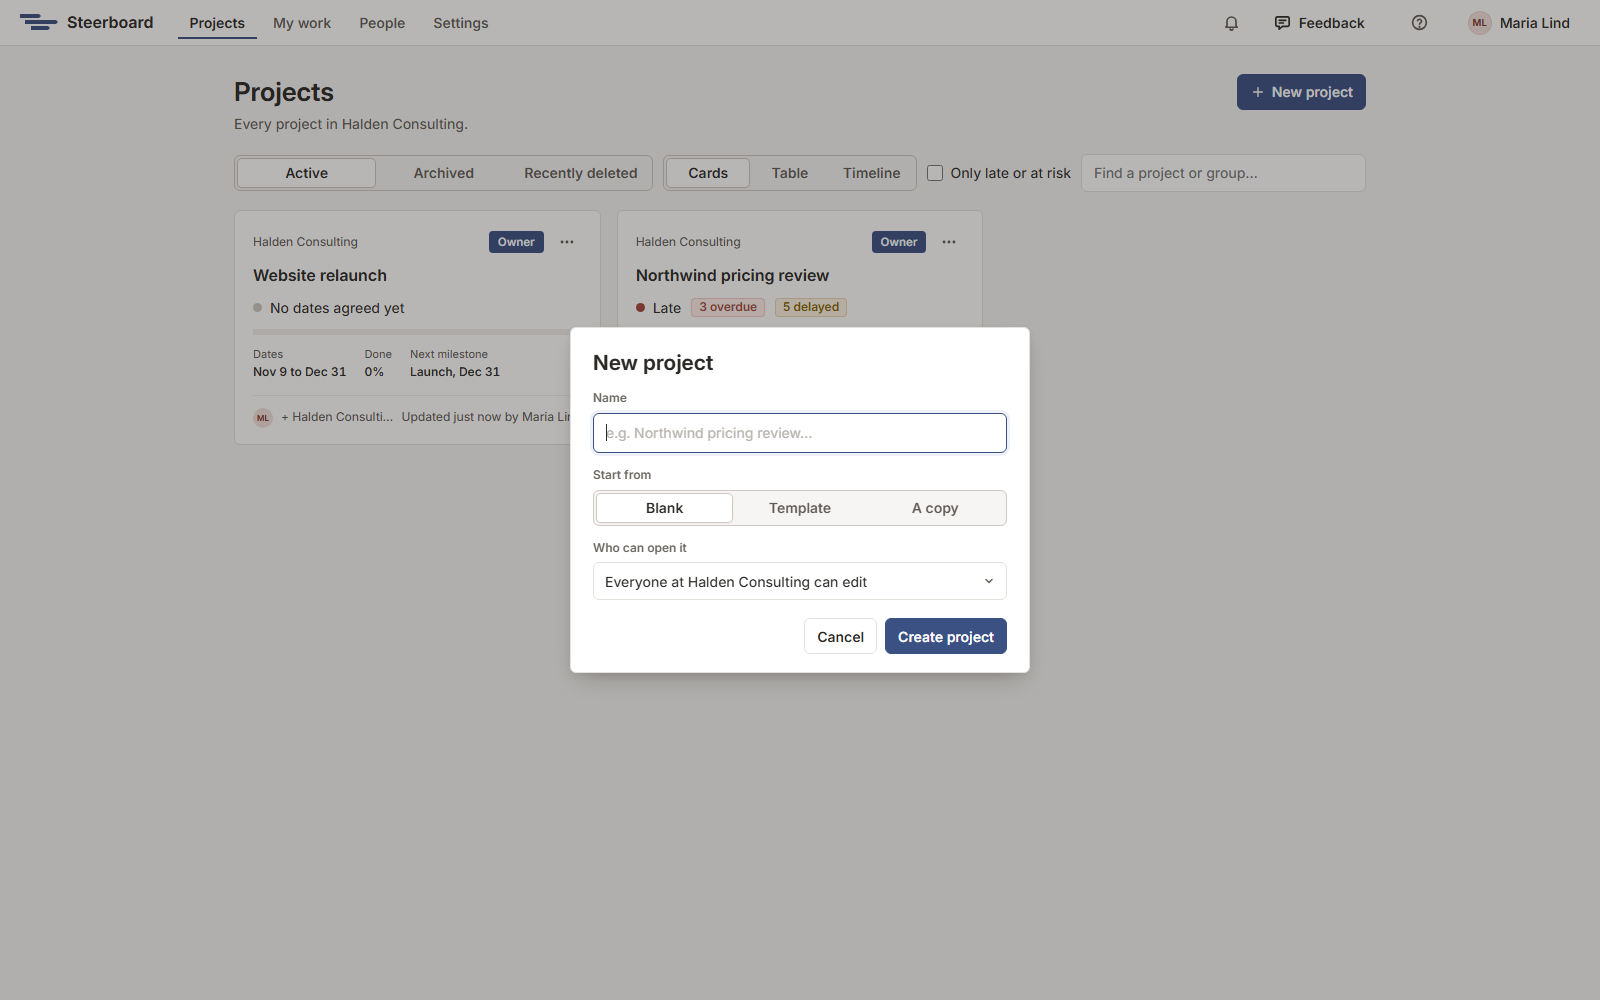 Steerboard Projects My work People Settings Feedback ML Maria Lind
Projects
+ New project
Every project in Halden Consulting.
Active Archived Recently deleted Cards Table Timeline Only late or at risk Find a project or group...
Halden Consulting Owner ...
Website relaunch
No dates agreed yet
Dates Done Next milestone
Nov 9 to Dec 31 0% Launch, Dec 31
ML + Halden Consulti... Updated just now by Maria
Halden Consulting Owner ...
Northwind pricing review
Late 3 overdue 5 delayed
New project
Name
e.g. Northwind pricing review...
Start from
Blank Template A copy
Who can open it
Everyone at Halden Consulting can edit
Cancel Create project